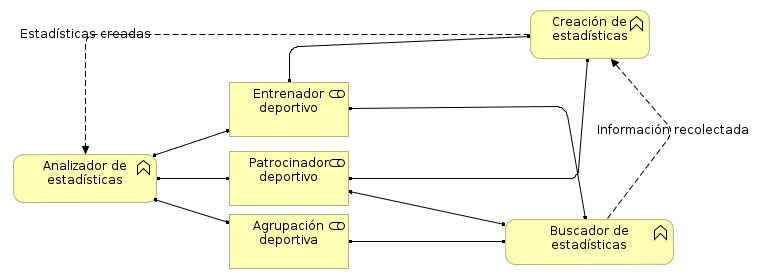 Creación de
estadísticas
Estadísticas creadas
Entrenador
deportivo
Información recolectada
Analizador de
estadísticas
Patrocinador
deportivo
Agrupación
deportiva
Buscador de
estadísticas